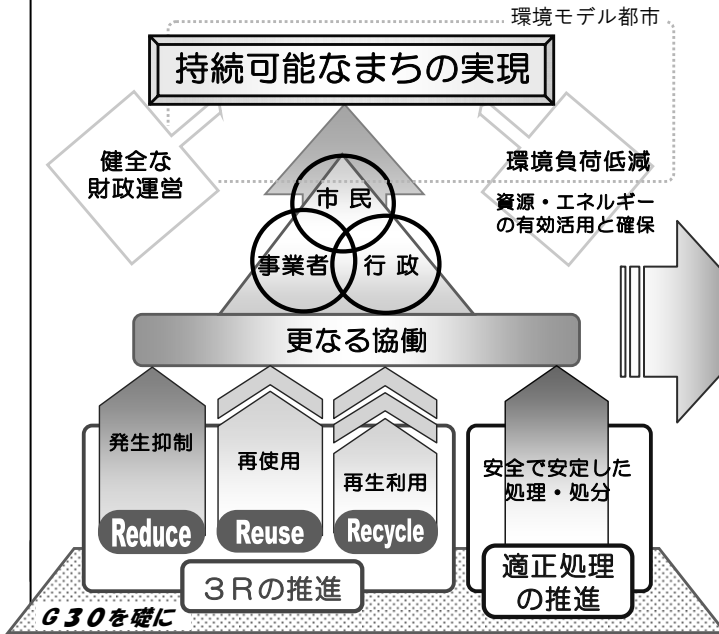 環境モデル都市
持続可能なまちの実現
健全な
財政運営
環境負荷低減
資源・エネルギー
の有効活用と確保
市 民
事業者
行 政
更なる協働
発生抑制
再使用
再生利用
安全で安定した
処理・処分
Reduce
Reuse
Recycle
3Rの推進
適正処理
の推進
G30を礎に